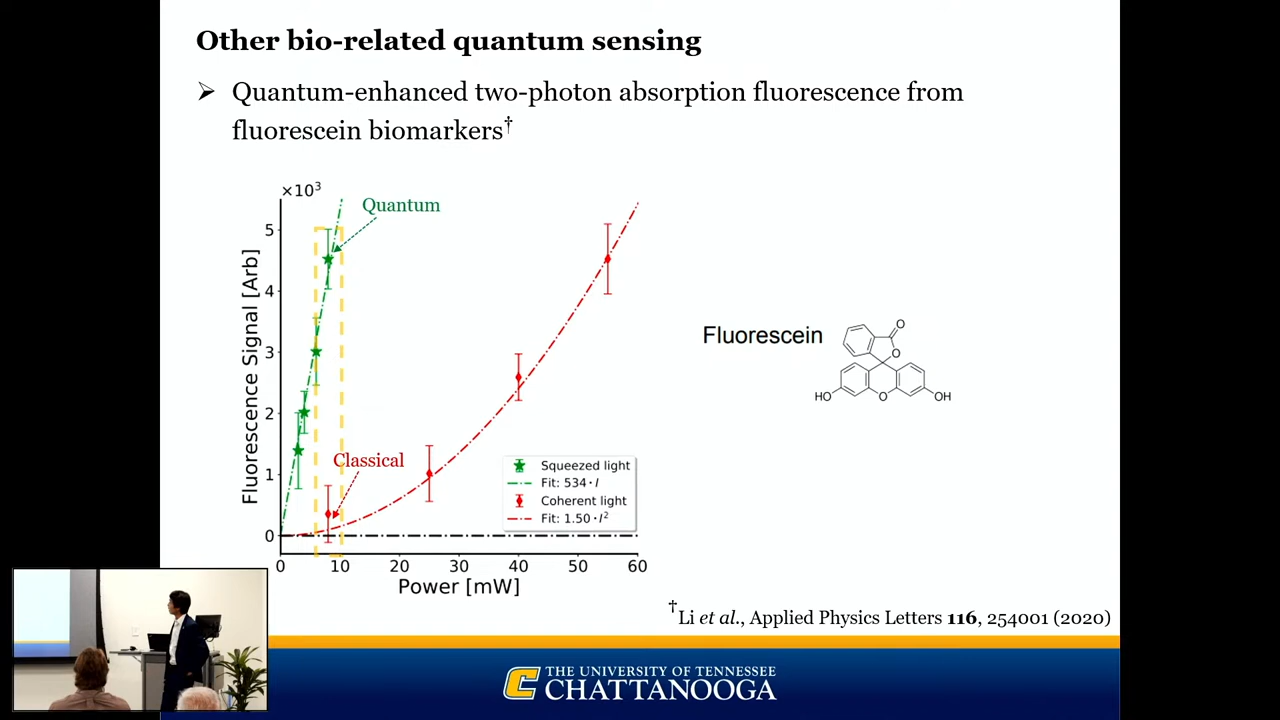 Other bio-related quantum sensing
➢ Quantum-enhanced two-photon absorption fluorescence from
fluorescein biomarkers†
×10³
Quantum
5
4
3
2
1
0
Fluorescence Signal [Arb]
Classical
Squeezed light
Fit: 534·I
Coherent light
Fit: 1.50·I²
0 10 20 30 40 50 60
Power [mW]
Fluorescein
O
O
HO O OH
†Li et al., Applied Physics Letters 116, 254001 (2020)
C THE UNIVERSITY OF TENNESSEE
CHATTANOOGA